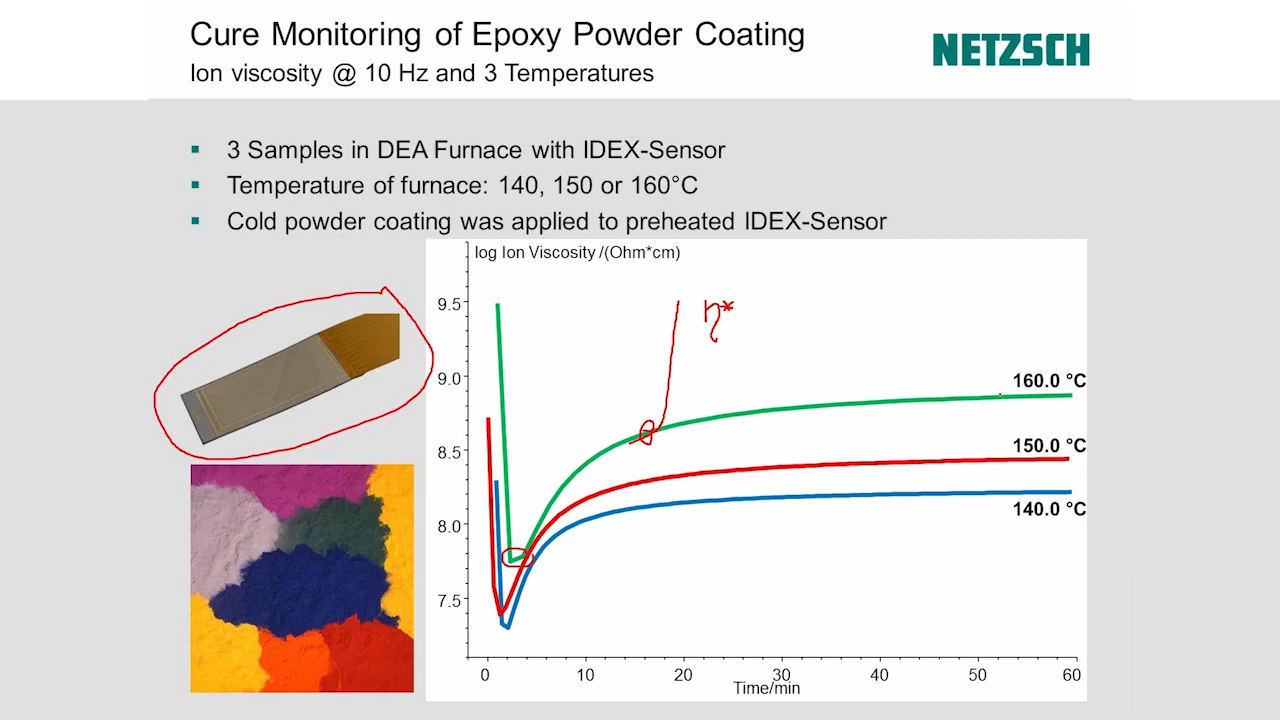 Cure Monitoring of Epoxy Powder Coating
Ion viscosity @ 10 Hz and 3 Temperatures
NETZSCH
3 Samples in DEA Furnace with IDEX-Sensor
Temperature of furnace: 140, 150 or 160°C
Cold powder coating was applied to preheated IDEX-Sensor
log Ion Viscosity /(Ohm*cm)
9.5
9.0
8.5
8.0
7.5
η*
160.0 °C
150.0 °C
140.0 °C
0 10 20 30 40 50 60
Time/min